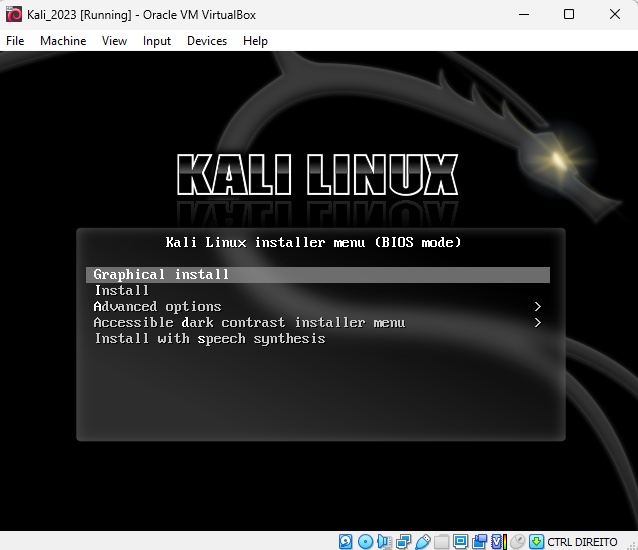 Kali_2023 [Running] - Oracle VM VirtualBox
File Machine View Input Devices Help
KALI LINUX
Kali Linux installer menu (BIOS mode)
Graphical install
Install
Advanced options >
Accessible dark contrast installer menu >
Install with speech synthesis
CTRL DIREITO